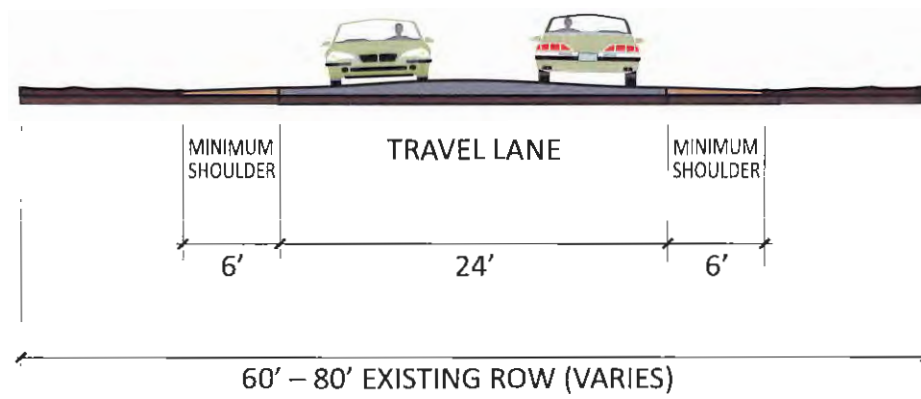 MINIMUM
SHOULDER
TRAVEL LANE
MINIMUM
SHOULDER
6’
24’
6’
60’ – 80’ EXISTING ROW (VARIES)